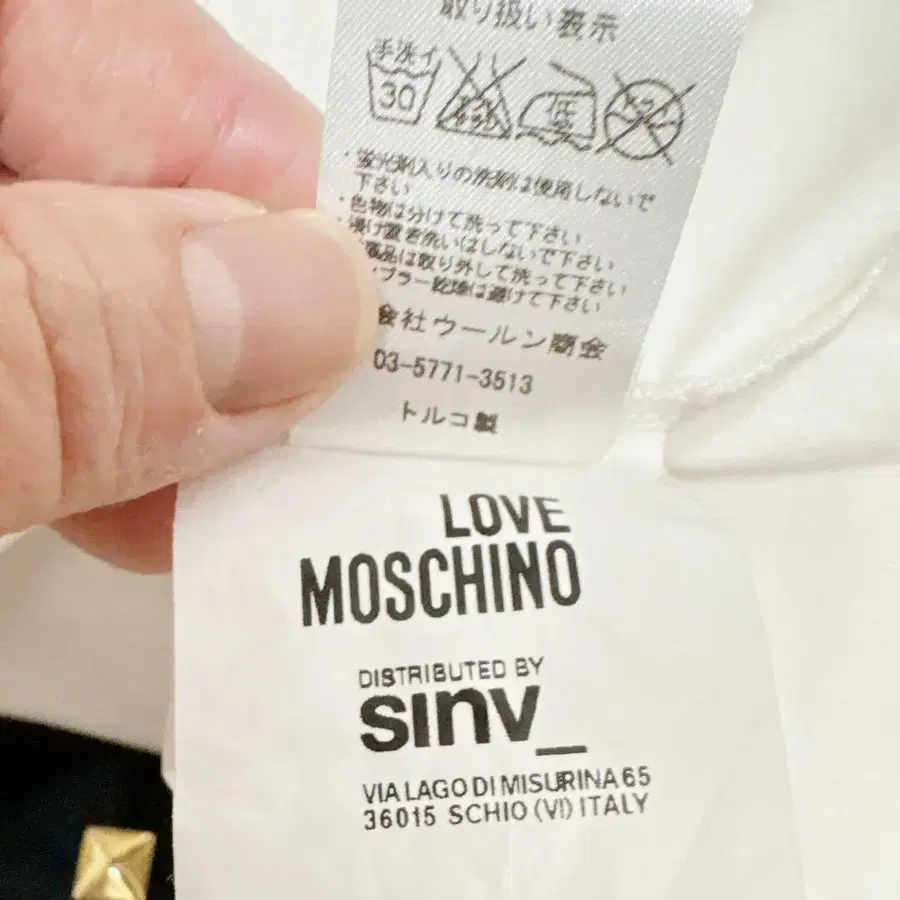 取り扱い表示
手洗イ
30
低
・蛍光剤入りの洗剤は使用しないで
下さい
・色物は分けて洗って下さい
・浸け置き洗いはしないで下さい
属品は取り外して洗って下さい
ンブラー乾燥は避けて下さい
会社ウールン商会
03-5771-3513
トルコ製
LOVE
MOSCHINO
DISTRIBUTED BY
sinv_
VIA LAGO DI MISURINA 65
36015 SCHIO (VI) ITALY